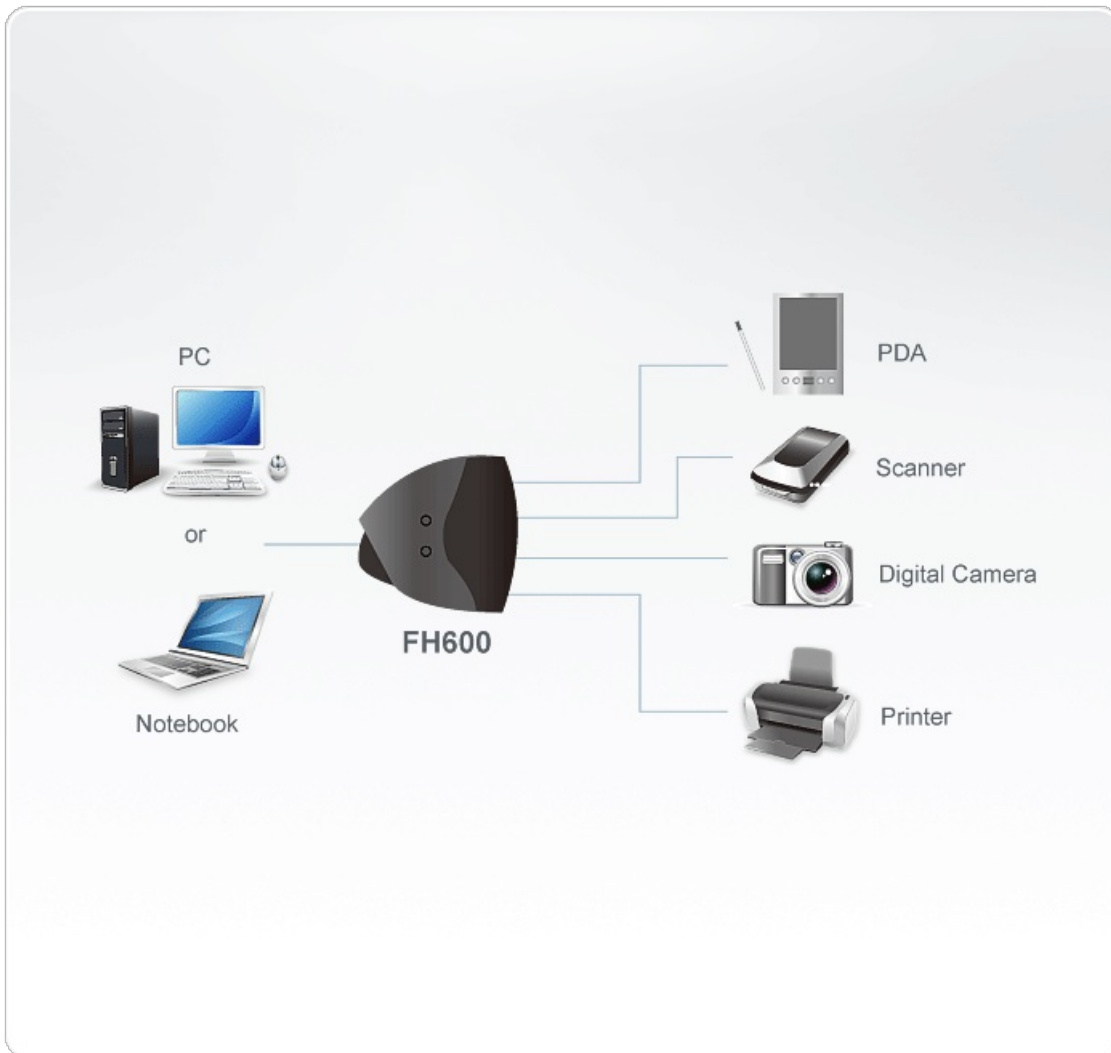 PC
or
Notebook
FH600
PDA
Scanner
Digital Camera
Printer